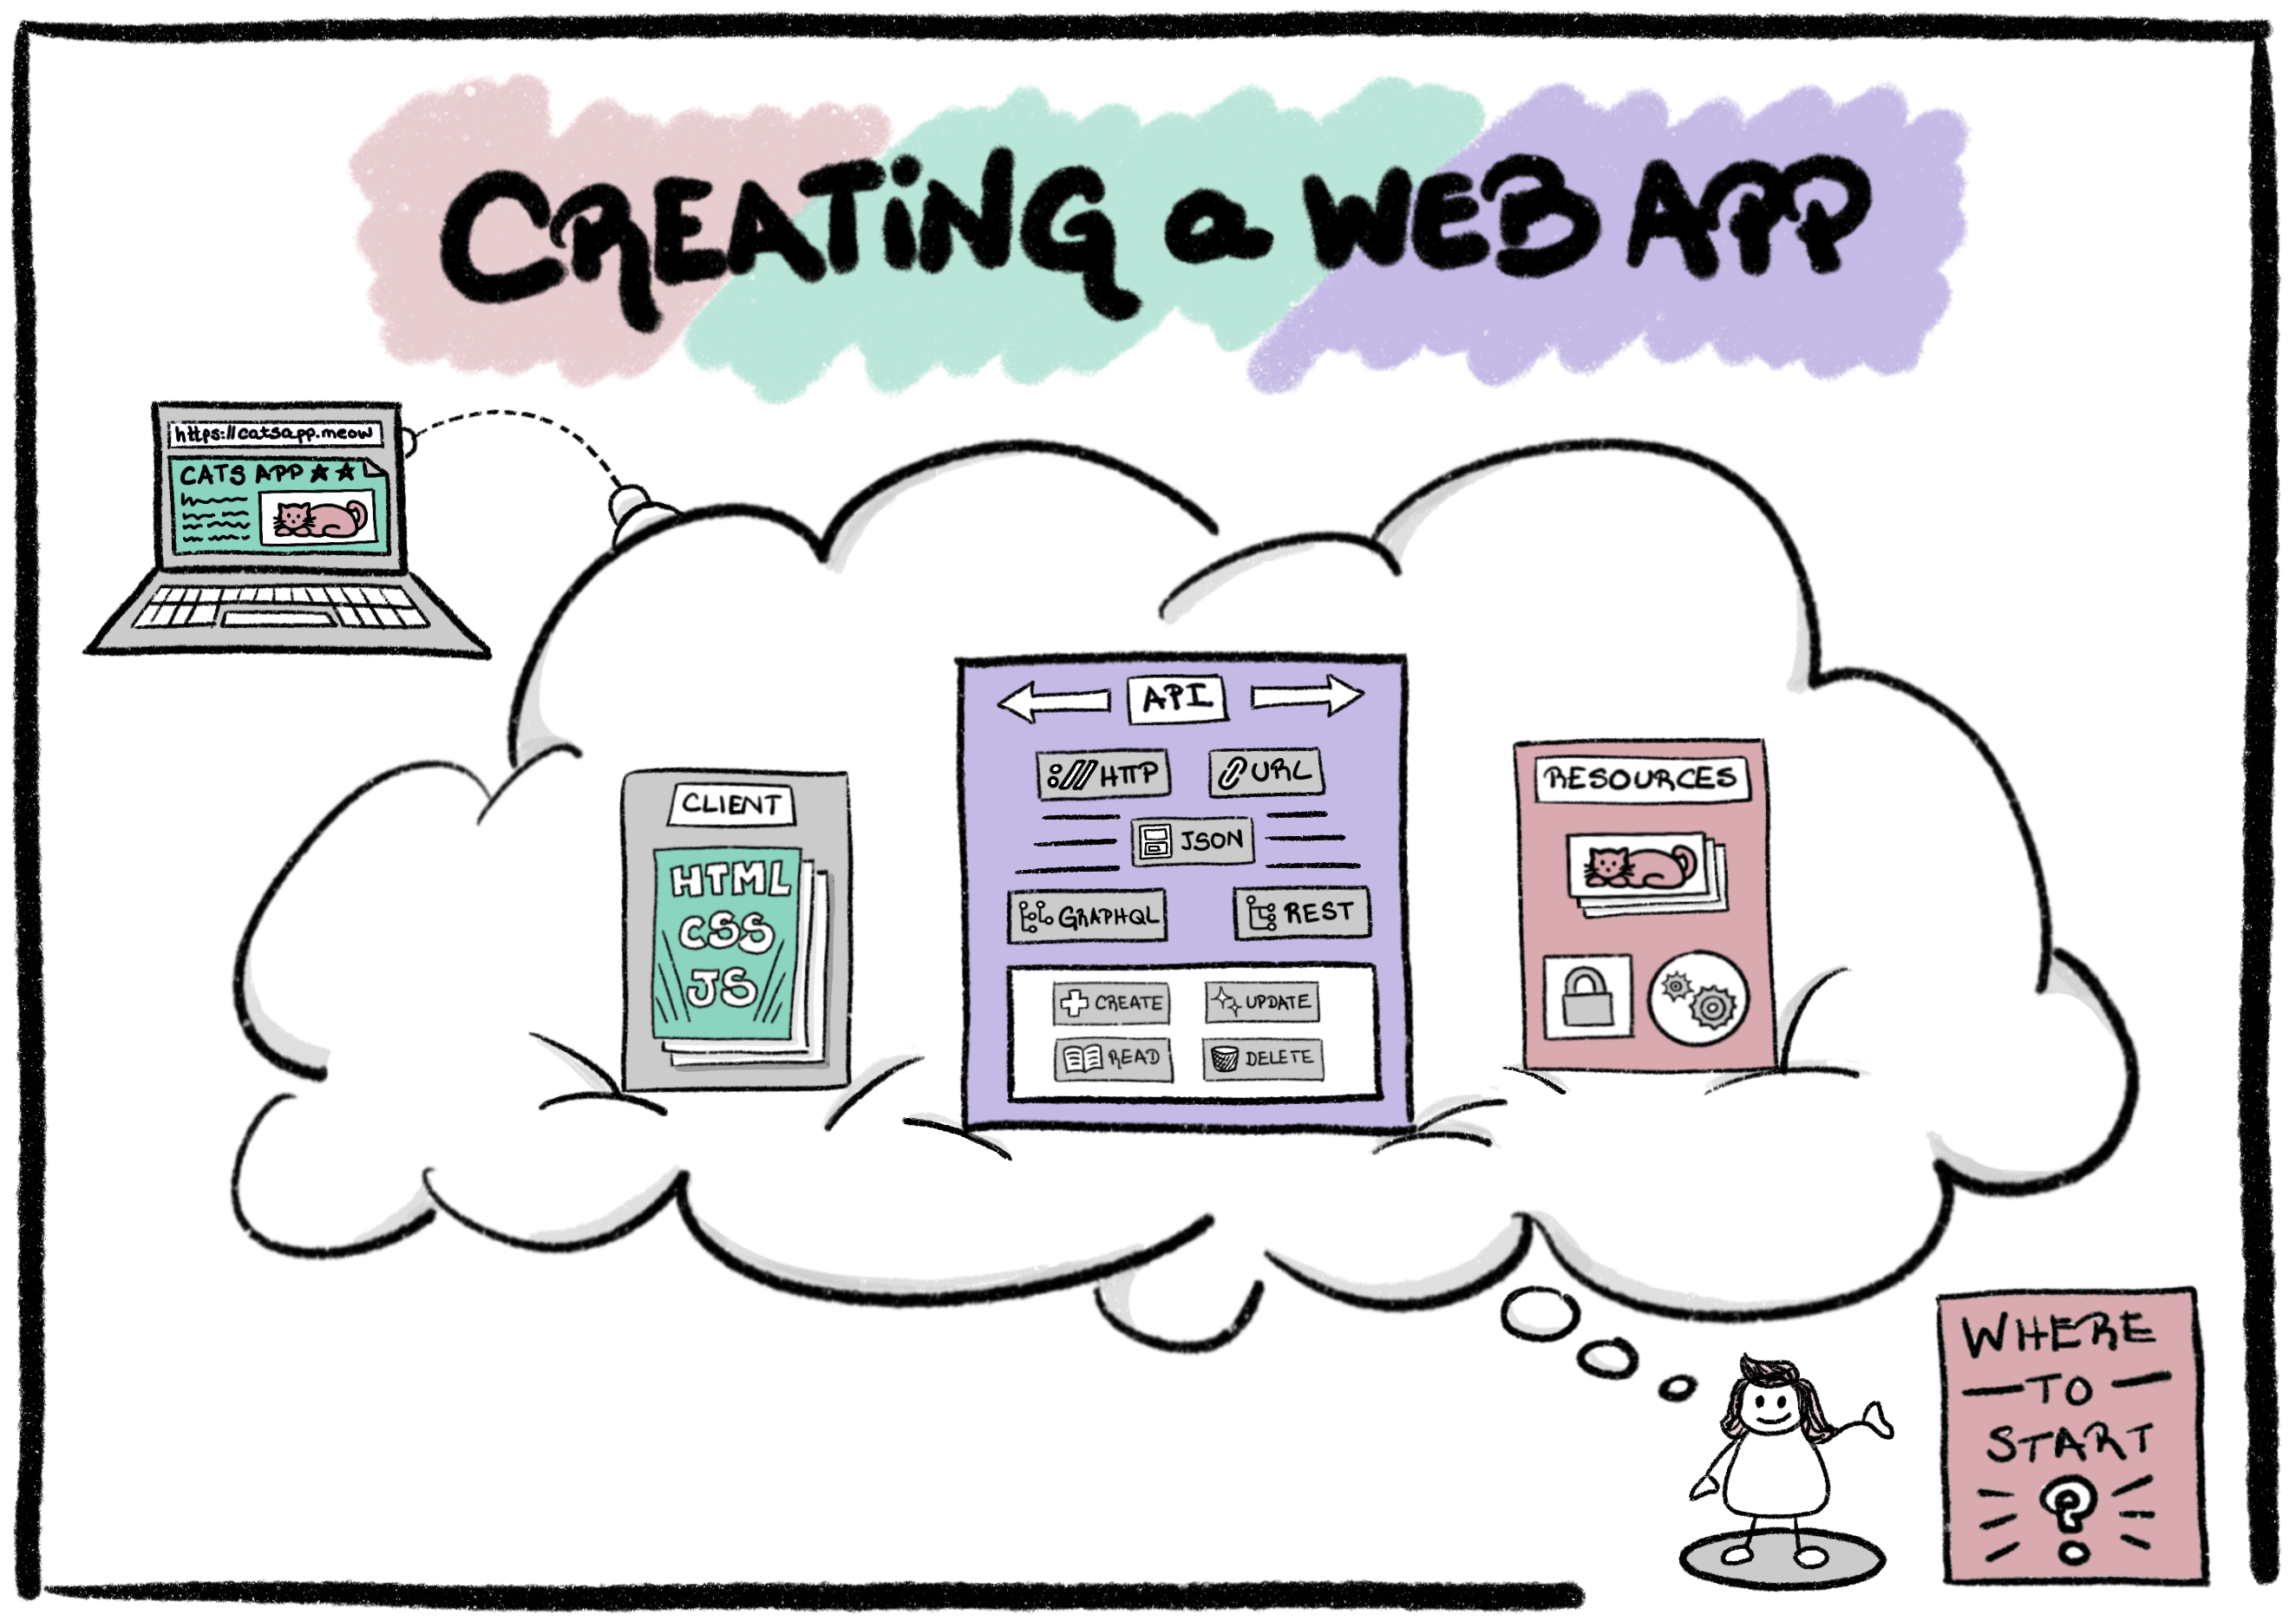 CREATING a WEB APP
https://catsapp.meow
CATS APP ★ ★
CLIENT
HTML
CSS
JS
API
:// HTTP
URL
JSON
GRAPHQL
REST
CREATE
UPDATE
READ
DELETE
RESOURCES
WHERE
TO
START
?